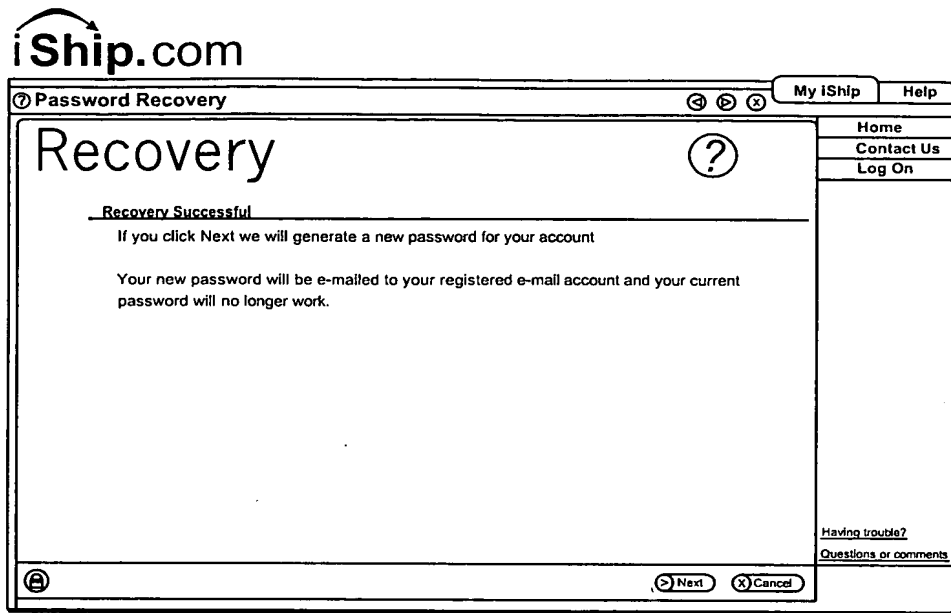 iShip.com
? Password Recovery
My iShip
Help
Recovery
?
Home
Contact Us
Log On
Recovery Successful
If you click Next we will generate a new password for your account
Your new password will be e-mailed to your registered e-mail account and your current
password will no longer work.
Having trouble?
Questions or comments
> Next
X Cancel